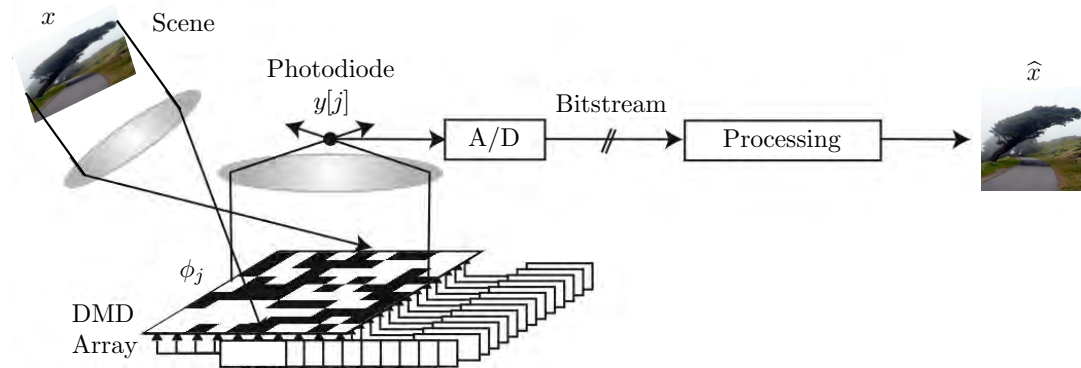 x
Scene
Photodiode
y[j]
A/D
Bitstream
Processing
x̂
ϕj
DMD
Array